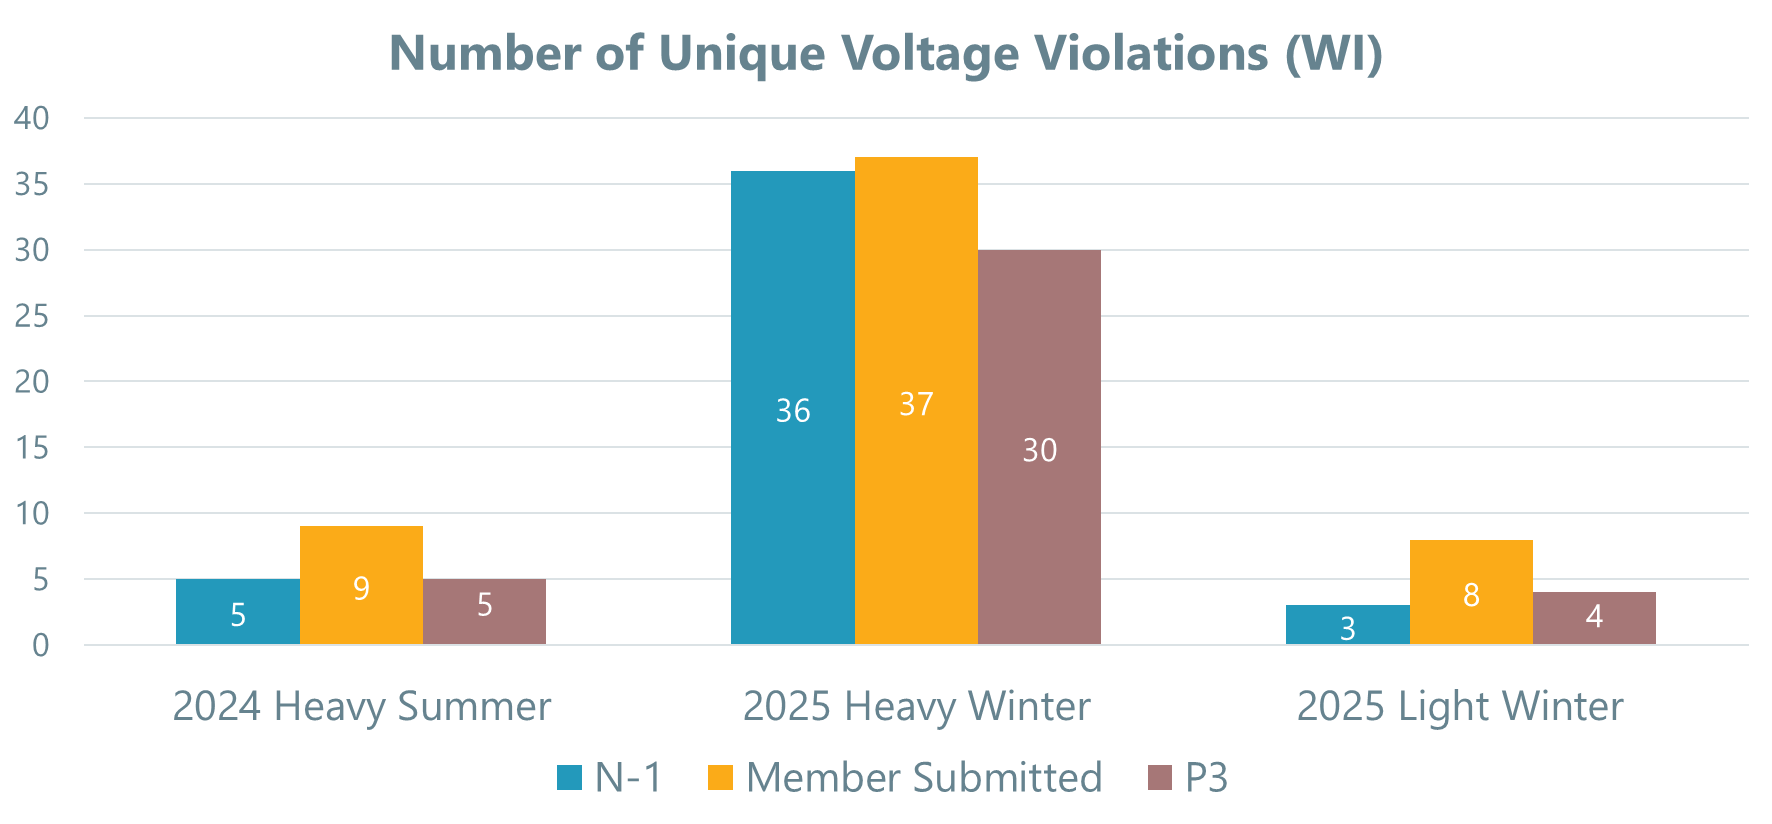 Number of Unique Voltage Violations (WI)
40
35
30
25
20
15
10
5
0
5
9
5
36
37
30
3
8
4
2024 Heavy Summer
2025 Heavy Winter
2025 Light Winter
N-1
Member Submitted
P3